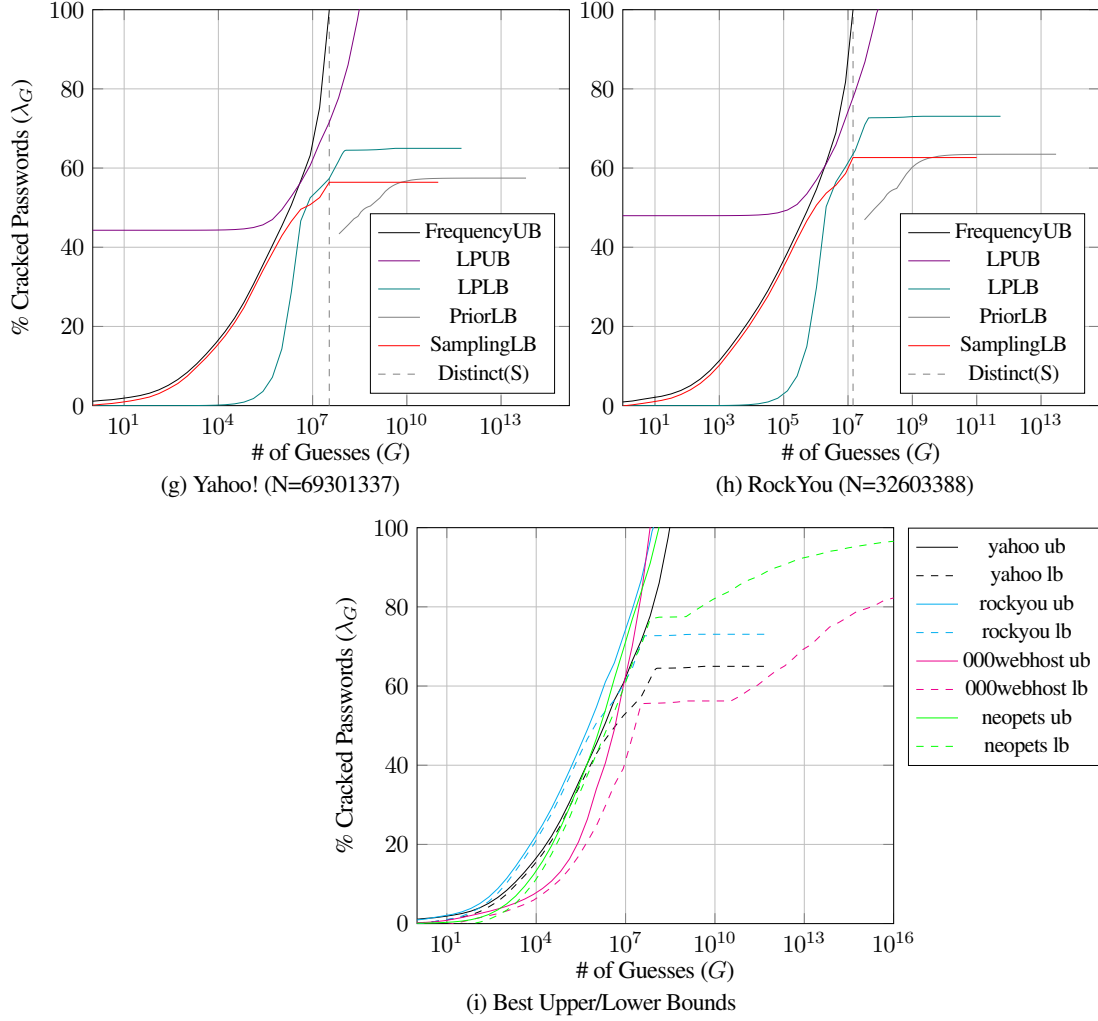 100
80
60
40
20
0
% Cracked Passwords (λ_G)
FrequencyUB
LPUB
LPLB
PriorLB
SamplingLB
Distinct(S)
10^1
10^4
10^7
10^10
10^13
# of Guesses (G)
(g) Yahoo! (N=69301337)
100
80
60
40
20
0
FrequencyUB
LPUB
LPLB
PriorLB
SamplingLB
Distinct(S)
10^1
10^3
10^5
10^7
10^9
10^11
10^13
# of Guesses (G)
(h) RockYou (N=32603388)
100
80
60
40
20
0
% Cracked Passwords (λ_G)
10^1
10^4
10^7
10^10
10^13
10^16
# of Guesses (G)
yahoo ub
yahoo lb
rockyou ub
rockyou lb
000webhost ub
000webhost lb
neopets ub
neopets lb
(i) Best Upper/Lower Bounds